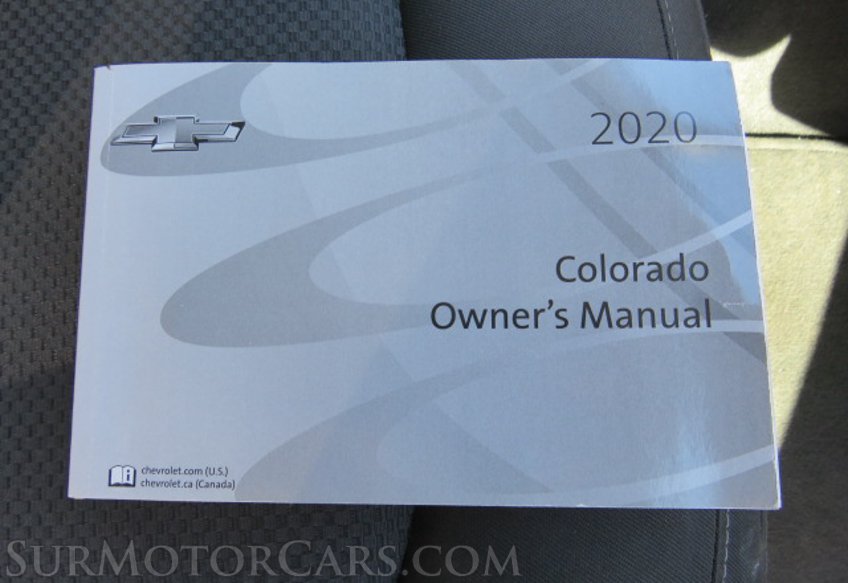 2020
Colorado
Owner's Manual
chevrolet.com (U.S.)
chevrolet.ca (Canada)
SurMotorCars.com